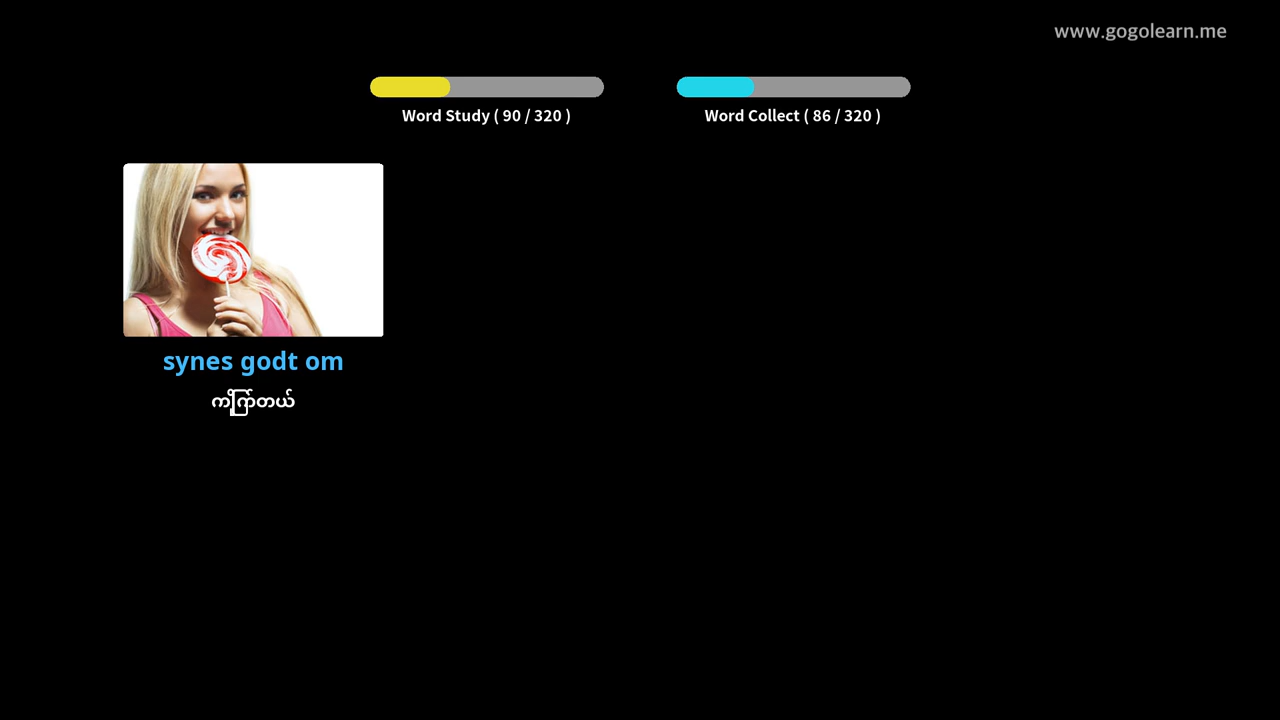 www.gogolearn.me
Word Study ( 90 / 320 )
Word Collect ( 86 / 320 )
synes godt om
ကြိုက်တယ်